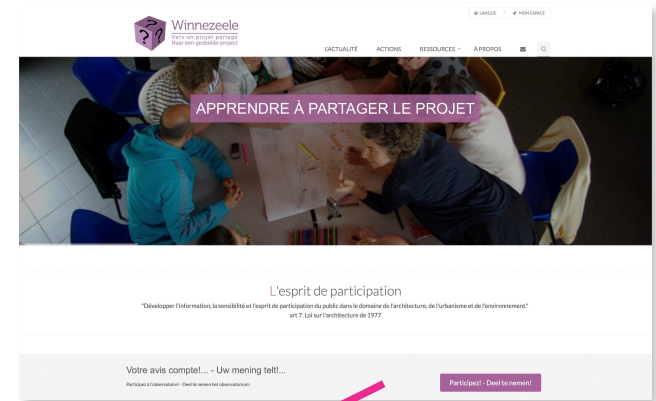 LANGUE MON ESPACE
Winnezeele
Vers un projet partagé
Naar een gedeelde project
L'ACTUALITÉ ACTIONS RESSOURCES À PROPOS
APPRENDRE À PARTAGER LE PROJET
L'esprit de participation
"Développer l'information, la sensibilité et l'esprit de participation du public dans le domaine de l'architecture, de l'urbanisme et de l'environnement."
art 7. Loi sur l'architecture de 1977
Votre avis compte!... - Uw mening telt!...
Participez à l'observatoire! - Deel te nemen het observatorium!
Participez! - Deel te nemen!